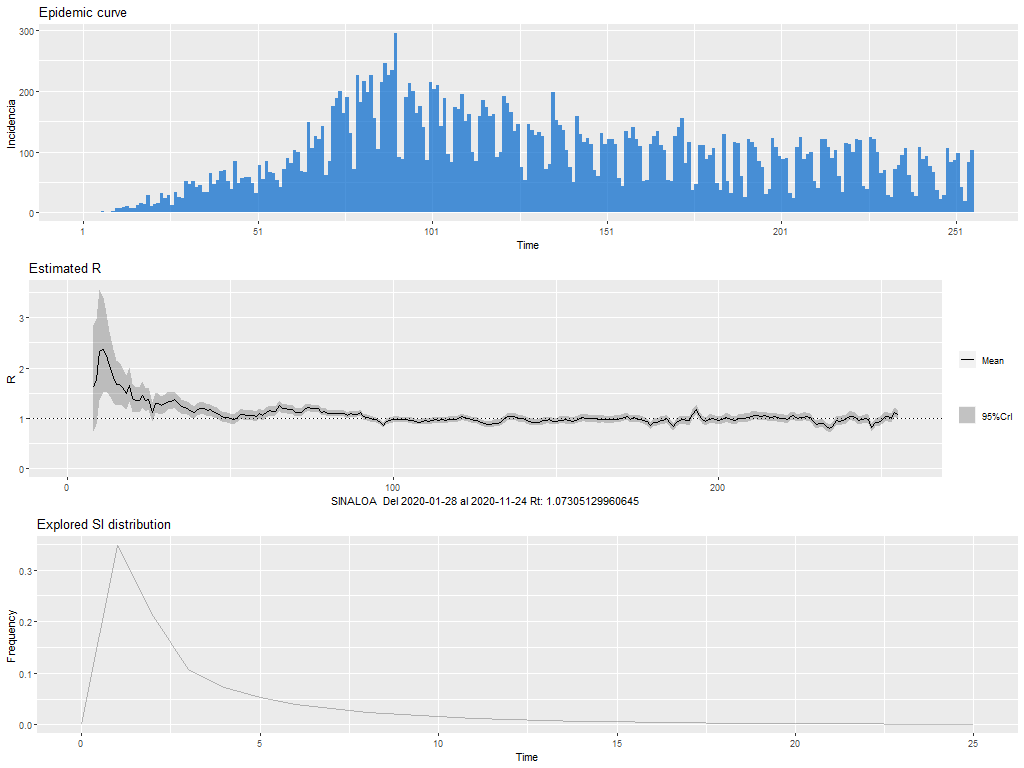 Epidemic curve
Incidencia
300
200
100
0
1 51 101 151 201 251
Time
Estimated R
R
3
2
1
0
0 100 200
SINALOA Del 2020-01-28 al 2020-11-24 Rt: 1.07305129960645
Mean
95%CrI
Explored SI distribution
Frequency
0.3
0.2
0.1
0.0
0 5 10 15 20 25
Time